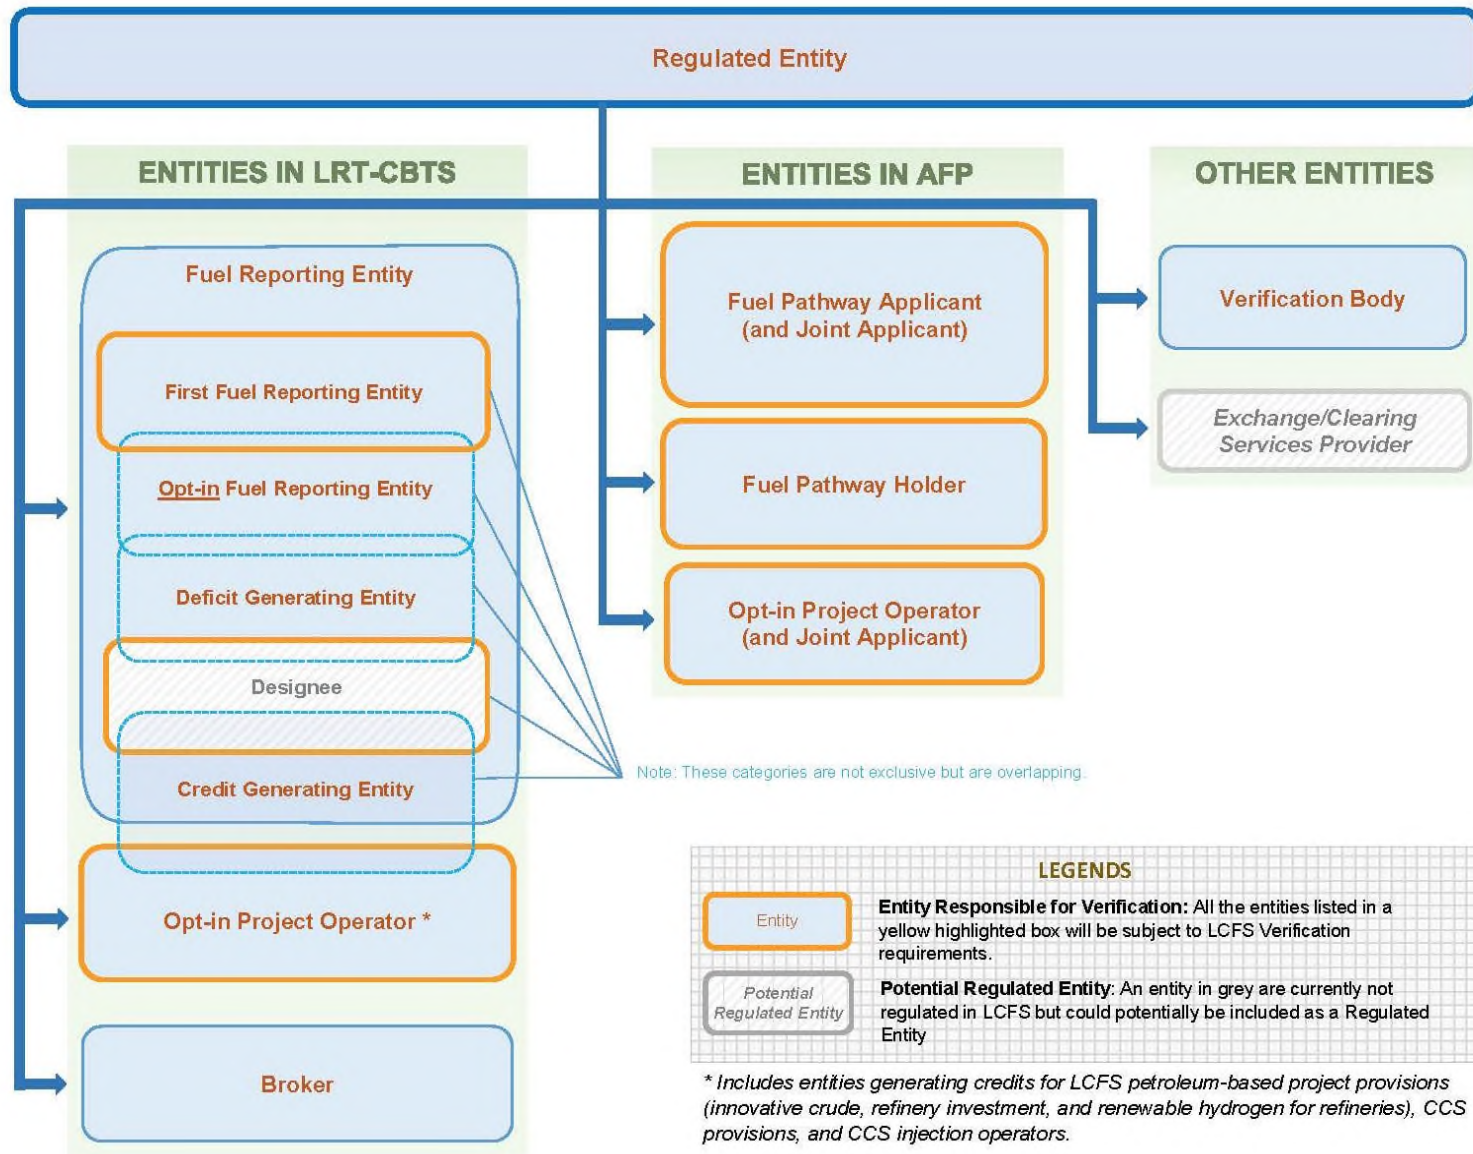 Regulated Entity
ENTITIES IN LRT-CBTS
Fuel Reporting Entity
First Fuel Reporting Entity
Opt-in Fuel Reporting Entity
Deficit Generating Entity
Designee
Credit Generating Entity
Opt-in Project Operator *
Broker
ENTITIES IN AFP
Fuel Pathway Applicant
(and Joint Applicant)
Fuel Pathway Holder
Opt-in Project Operator
(and Joint Applicant)
OTHER ENTITIES
Verification Body
Exchange/Clearing
Services Provider
Note: These categories are not exclusive but are overlapping.
LEGENDS
Entity
Entity Responsible for Verification: All the entities listed in a
yellow highlighted box will be subject to LCFS Verification
requirements.
Potential
Regulated Entity
Potential Regulated Entity: An entity in grey are currently not
regulated in LCFS but could potentially be included as a Regulated
Entity
* Includes entities generating credits for LCFS petroleum-based project provisions
(innovative crude, refinery investment, and renewable hydrogen for refineries), CCS
provisions, and CCS injection operators.